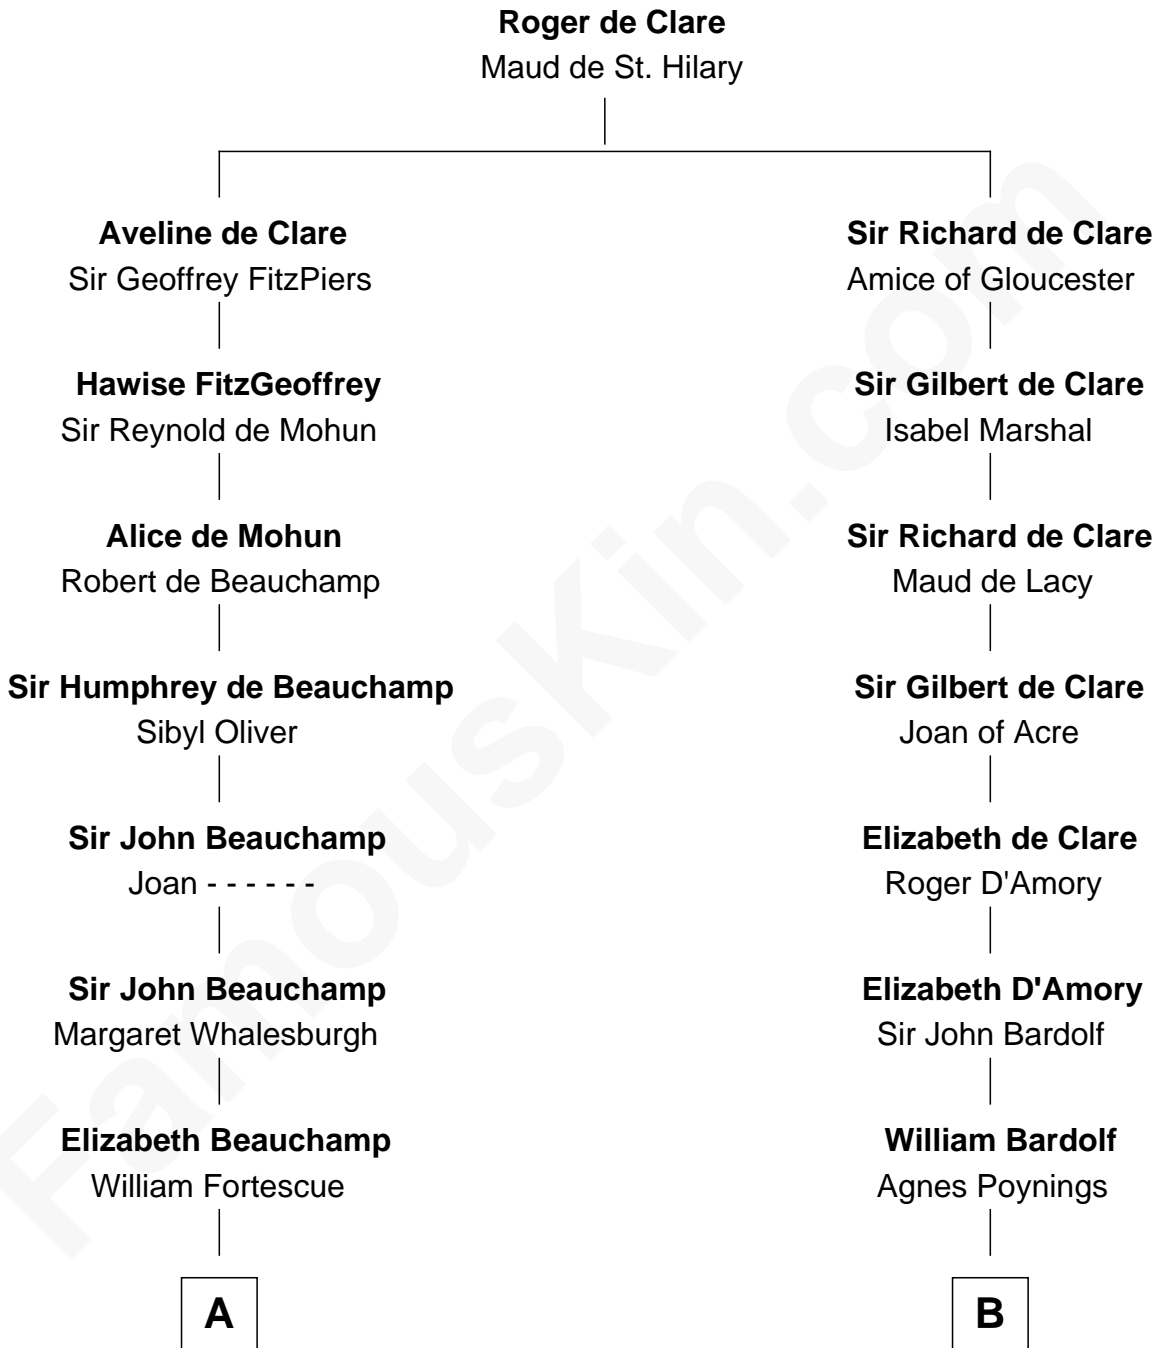 Roger de Clare
Maud de St. Hilary
Aveline de Clare
Sir Geoffrey FitzPiers
Sir Richard de Clare
Amice of Gloucester
Hawise FitzGeoffrey
Sir Reynold de Mohun
Sir Gilbert de Clare
Isabel Marshal
Alice de Mohun
Robert de Beauchamp
Sir Richard de Clare
Maud de Lacy
Sir Humphrey de Beauchamp
Sibyl Oliver
Sir Gilbert de Clare
Joan of Acre
Sir John Beauchamp
Joan - - - - - -
Elizabeth de Clare
Roger D'Amory
Sir John Beauchamp
Margaret Whalesburgh
Elizabeth D'Amory
Sir John Bardolf
Elizabeth Beauchamp
William Fortescue
William Bardolf
Agnes Poynings
A
B
FamousKin.com